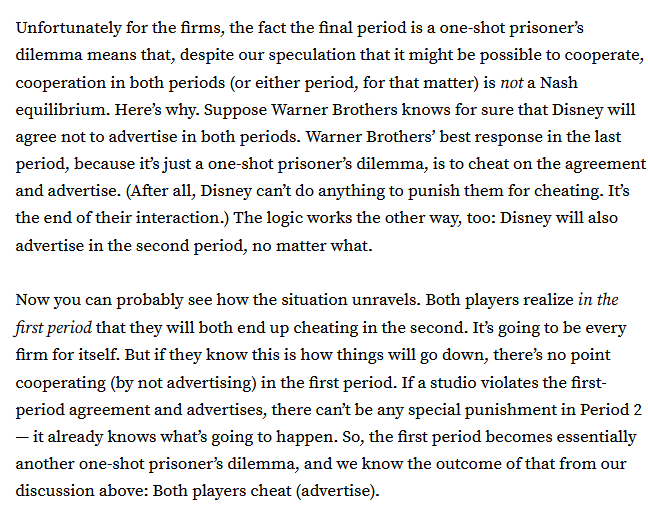 Unfortunately for the firms, the fact the final period is a one-shot prisoner’s
dilemma means that, despite our speculation that it might be possible to cooperate,
cooperation in both periods (or either period, for that matter) is not a Nash
equilibrium. Here’s why. Suppose Warner Brothers knows for sure that Disney will
agree not to advertise in both periods. Warner Brothers’ best response in the last
period, because it’s just a one-shot prisoner’s dilemma, is to cheat on the agreement
and advertise. (After all, Disney can’t do anything to punish them for cheating. It’s
the end of their interaction.) The logic works the other way, too: Disney will also
advertise in the second period, no matter what.
Now you can probably see how the situation unravels. Both players realize in the
first period that they will both end up cheating in the second. It’s going to be every
firm for itself. But if they know this is how things will go down, there’s no point
cooperating (by not advertising) in the first period. If a studio violates the first-
period agreement and advertises, there can’t be any special punishment in Period 2
— it already knows what’s going to happen. So, the first period becomes essentially
another one-shot prisoner’s dilemma, and we know the outcome of that from our
discussion above: Both players cheat (advertise).